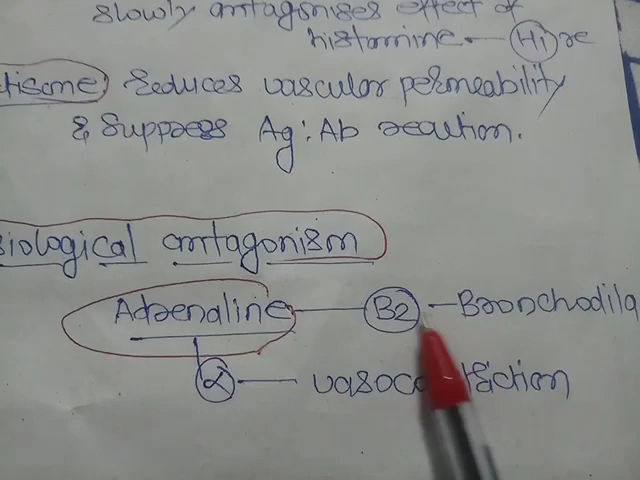 slowly antagonises effect of
histamine — H1 re
tisone) reduces vascular permeability
& suppress Ag:Ab reaction.
siological antagonism
Adrenaline — B2 — Bronchodila
α — vasoco